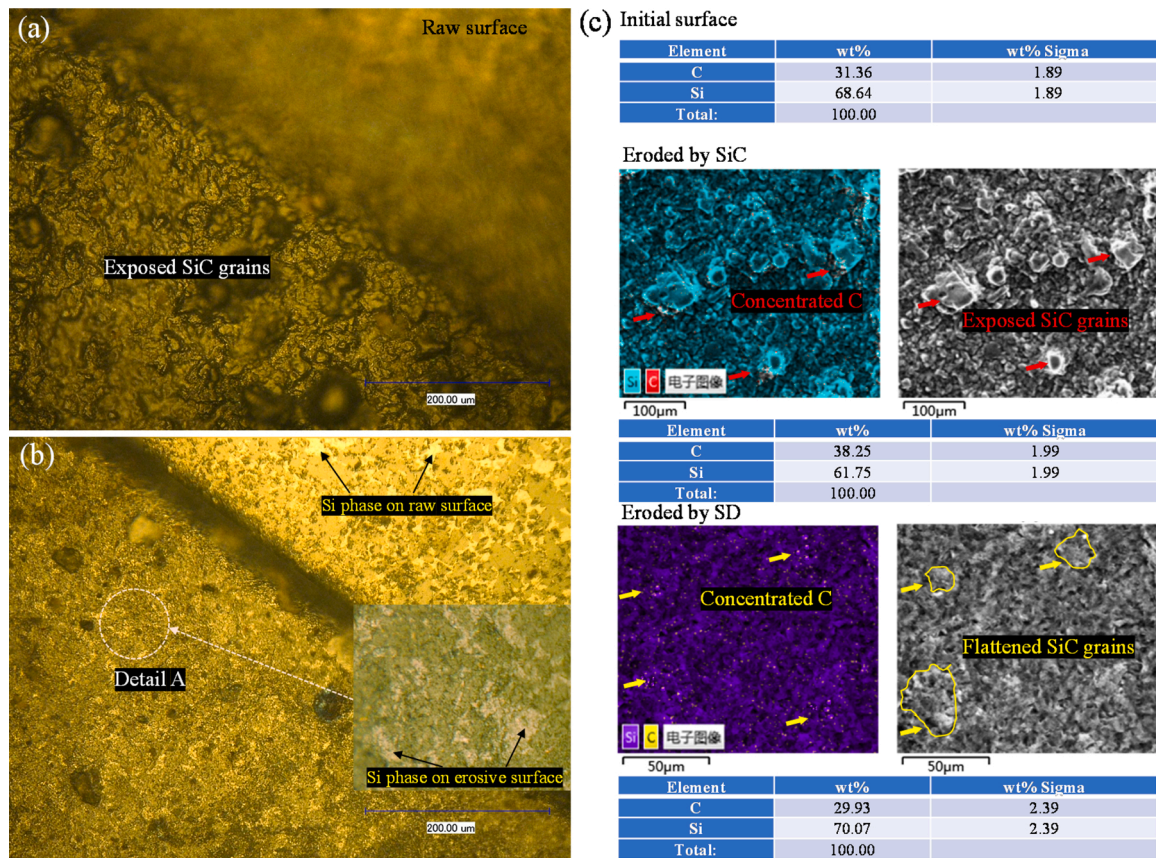 (a)
Raw surface
Exposed SiC grains
200.00 um
(b)
Si phase on raw surface
Detail A
Si phase on erosive surface
200.00 um
(c) Initial surface
Element wt% wt% Sigma
C 31.36 1.89
Si 68.64 1.89
Total: 100.00
Eroded by SiC
Concentrated C
Si C 电子图像
100μm
Exposed SiC grains
100μm
Element wt% wt% Sigma
C 38.25 1.99
Si 61.75 1.99
Total: 100.00
Eroded by SD
Concentrated C
Si C 电子图像
50μm
Flattened SiC grains
50μm
Element wt% wt% Sigma
C 29.93 2.39
Si 70.07 2.39
Total: 100.00